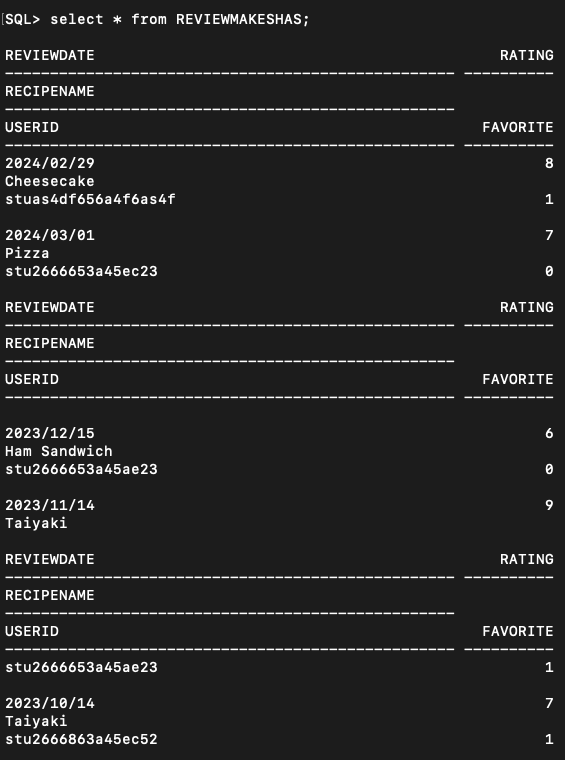 SQL> select * from REVIEWMAKESHAS;
REVIEWDATE RATING
-------------------------------------------------- ----------
RECIPENAME
--------------------------------------------------
USERID FAVORITE
-------------------------------------------------- ----------
2024/02/29 8
Cheesecake
stuas4df656a4f6as4f 1
2024/03/01 7
Pizza
stu2666653a45ec23 0
REVIEWDATE RATING
-------------------------------------------------- ----------
RECIPENAME
--------------------------------------------------
USERID FAVORITE
-------------------------------------------------- ----------
2023/12/15 6
Ham Sandwich
stu2666653a45ae23 0
2023/11/14 9
Taiyaki
REVIEWDATE RATING
-------------------------------------------------- ----------
RECIPENAME
--------------------------------------------------
USERID FAVORITE
-------------------------------------------------- ----------
stu2666653a45ae23 1
2023/10/14 7
Taiyaki
stu2666863a45ec52 1